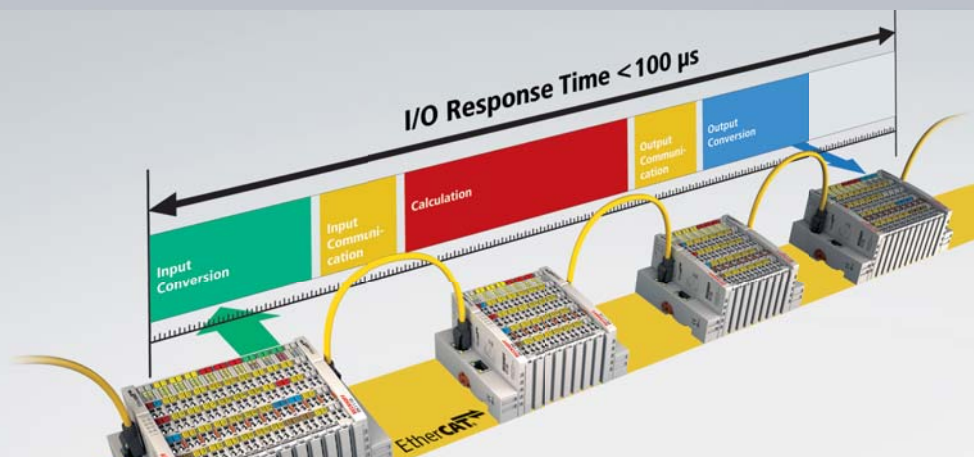 I/O Response Time <100 µs
Input
Conversion
Input
Communi-
cation
Calculation
Output
Communi-
cation
Output
Conversion
EtherCAT